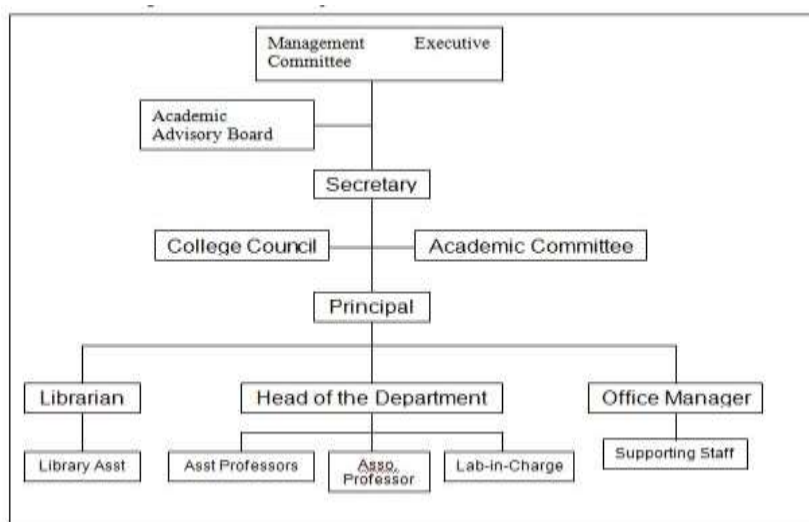 Management Executive
Committee
Academic
Advisory Board
Secretary
College Council
Academic Committee
Principal
Librarian
Head of the Department
Office Manager
Library Asst
Asst Professors
Asso.
Professor
Lab-in-Charge
Supporting Staff